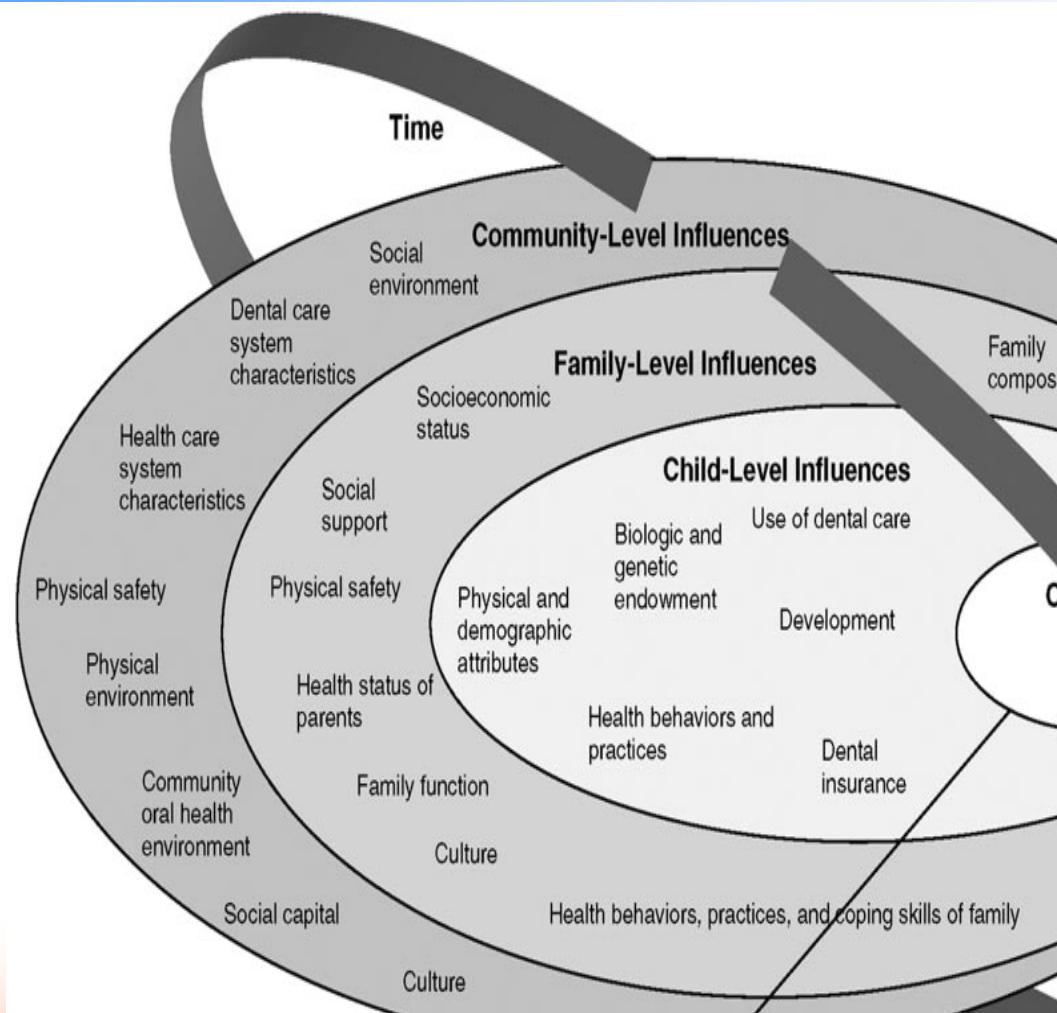 Time
Community-Level Influences
Social
environment
Dental care
system
characteristics
Health care
system
characteristics
Physical safety
Physical
environment
Community
oral health
environment
Social capital
Culture
Family-Level Influences
Family
compos
Socioeconomic
status
Social
support
Physical safety
Health status of
parents
Family function
Culture
Health behaviors, practices, and coping skills of family
Child-Level Influences
Use of dental care
Biologic and
genetic
endowment
Physical and
demographic
attributes
Development
Health behaviors and
practices
Dental
insurance